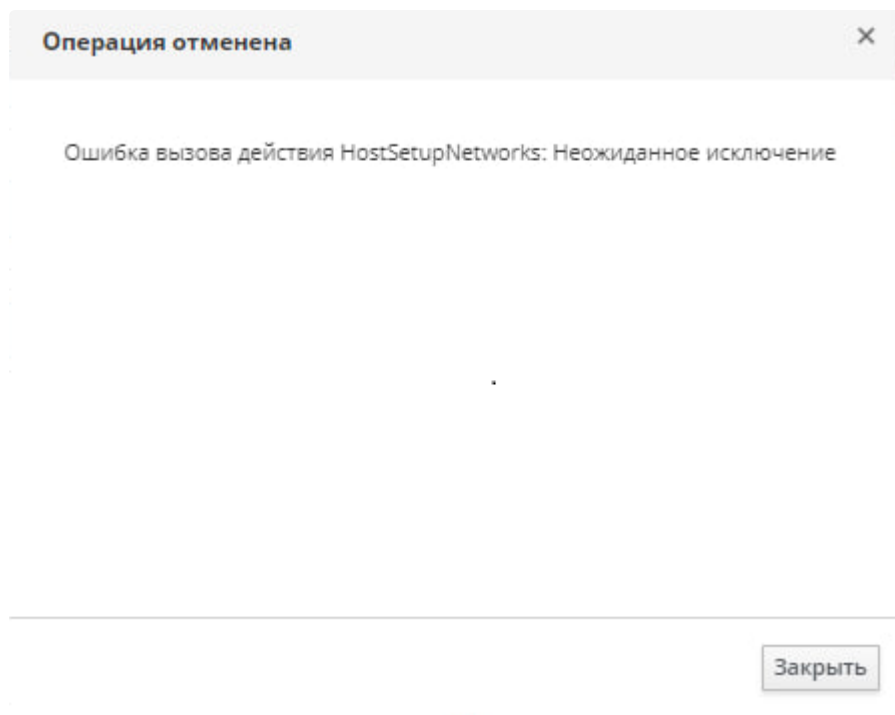 Операция отменена
Ошибка вызова действия HostSetupNetworks: Неожиданное исключение
Закрыть